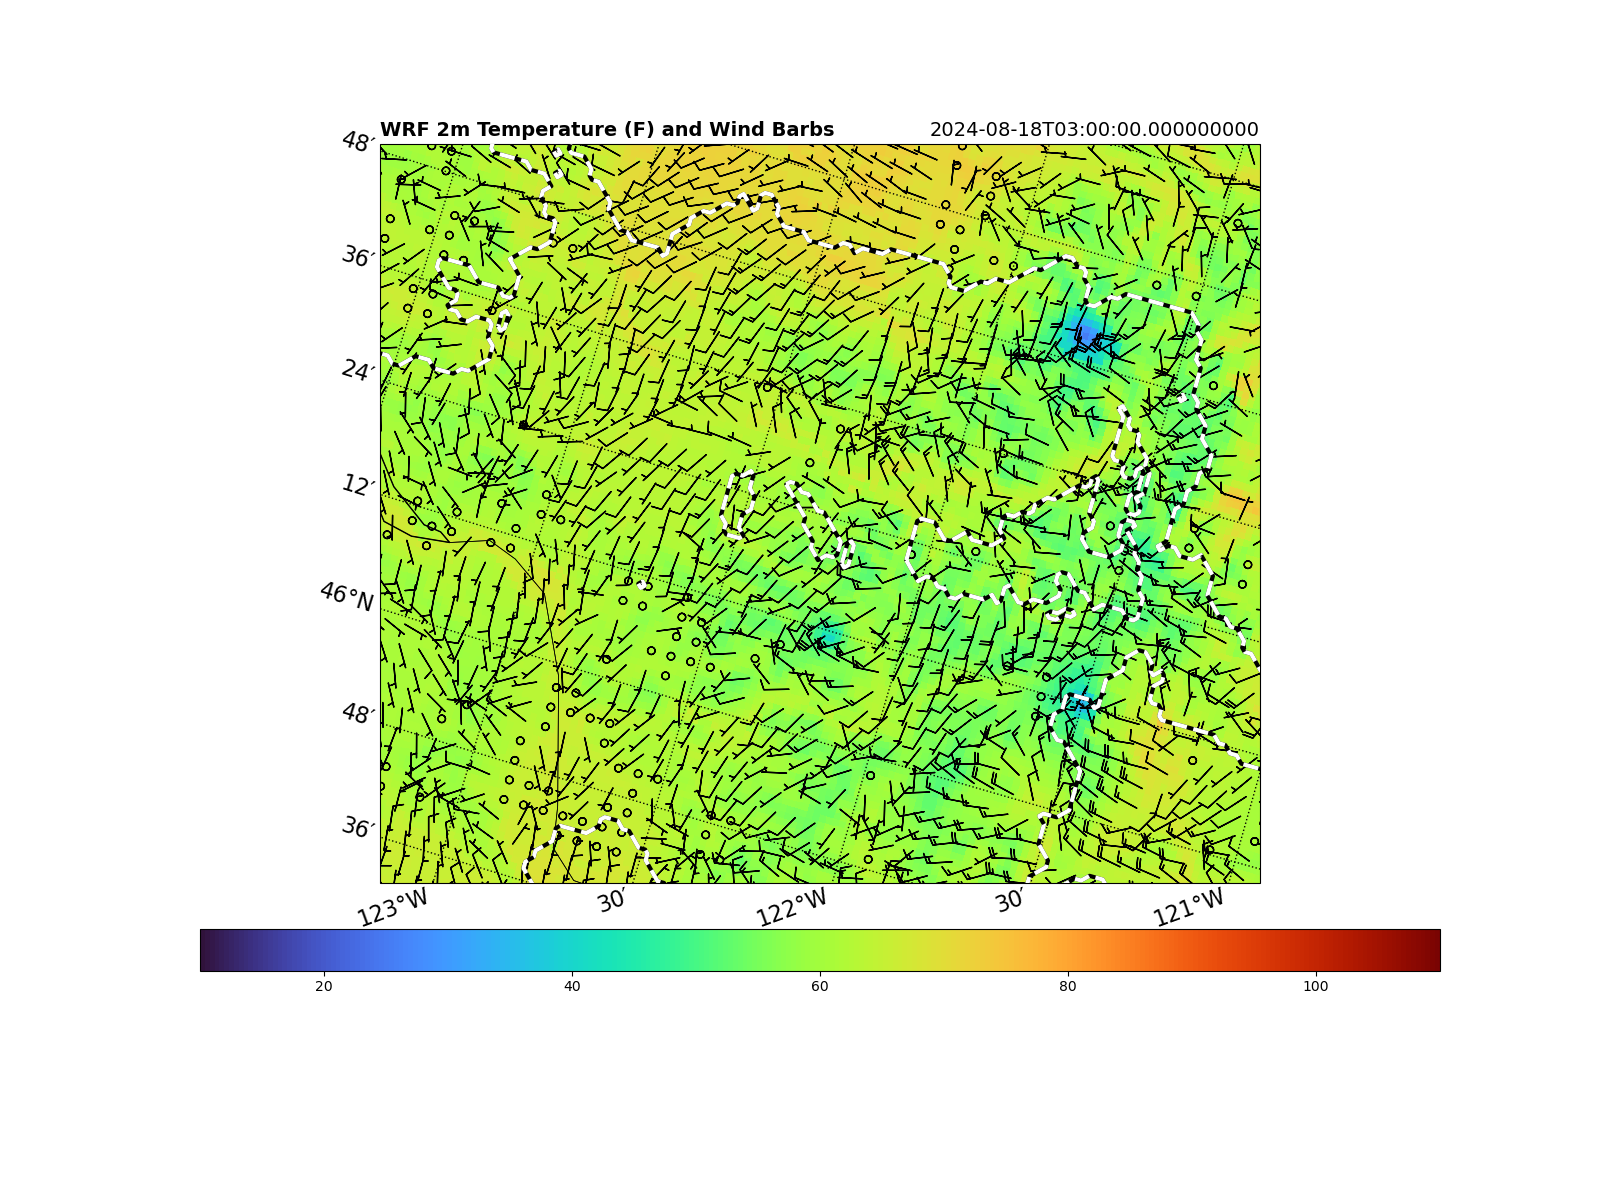 WRF 2m Temperature (F) and Wind Barbs 2024-08-18T03:00:00.000000000
48′
36′
24′
12′
46°N
48′
36′
123°W 30′ 122°W 30′ 121°W
20 40 60 80 100